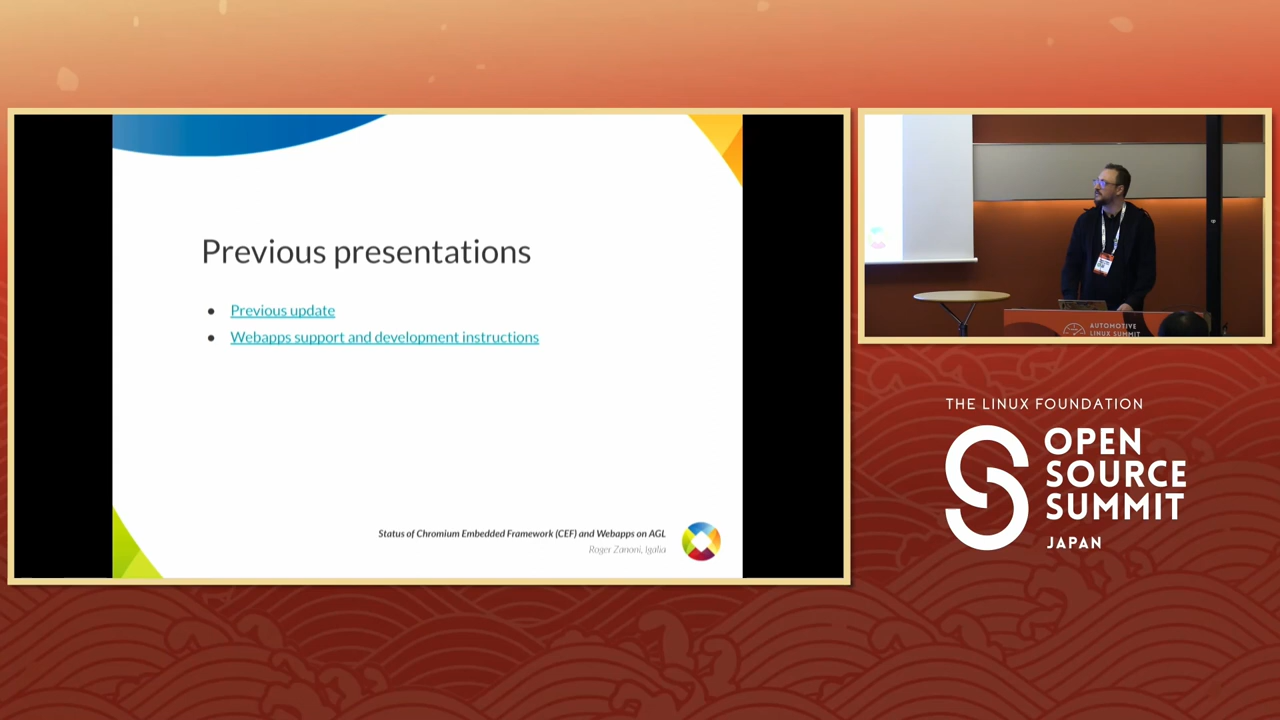 Previous presentations
Previous update
Webapps support and development instructions
Status of Chromium Embedded Framework (CEF) and Webapps on AGL
Roger Zanoni, Igalia
AUTOMOTIVE
LINUX SUMMIT
THE LINUX FOUNDATION
OPEN
SOURCE
SUMMIT
JAPAN